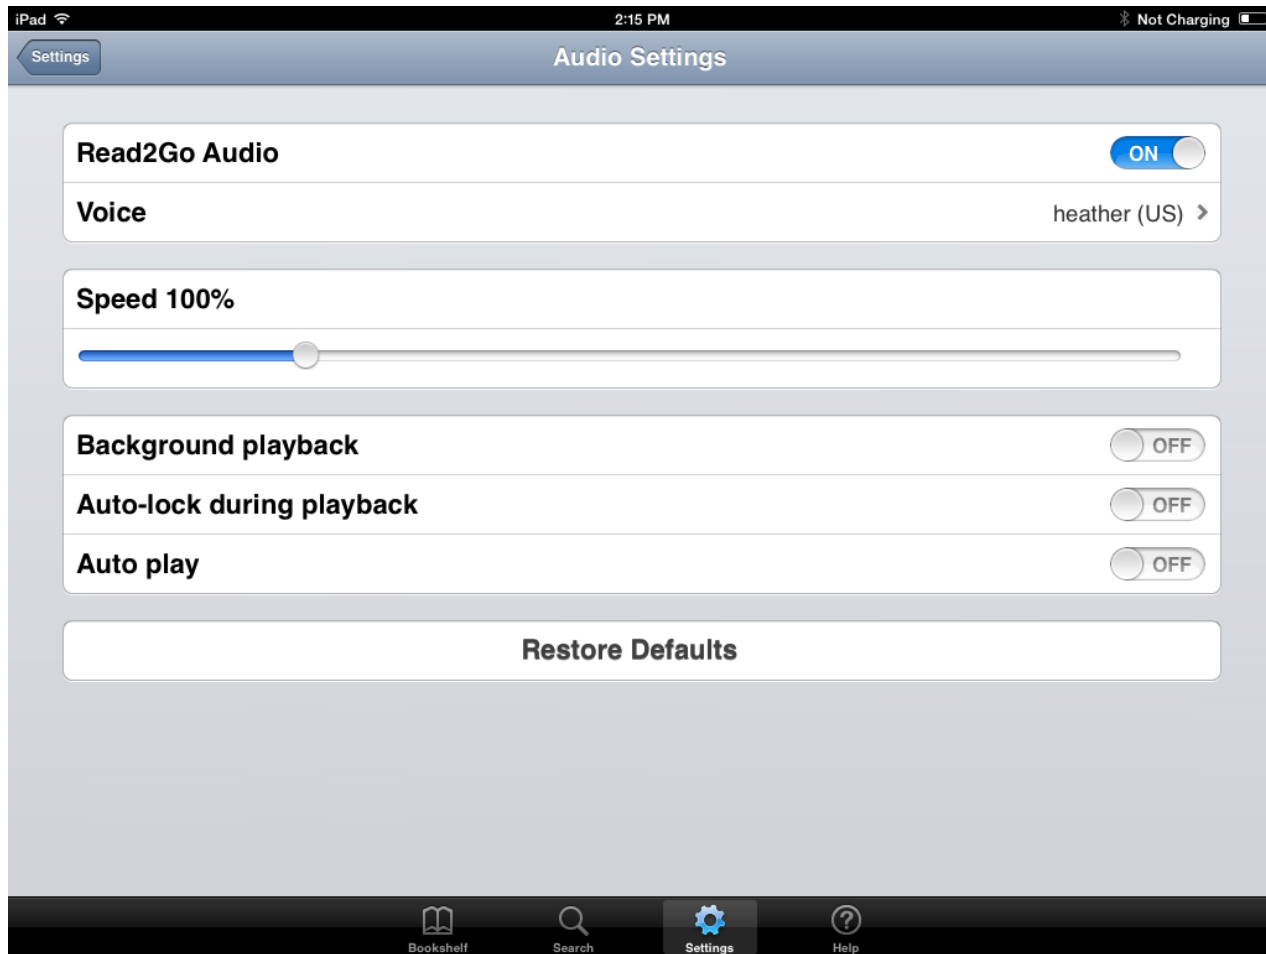 iPad 2:15 PM Not Charging
Settings Audio Settings
Read2Go Audio ON
Voice heather (US)
Speed 100%
Background playback OFF
Auto-lock during playback OFF
Auto play OFF
Restore Defaults
Bookshelf Search Settings Help